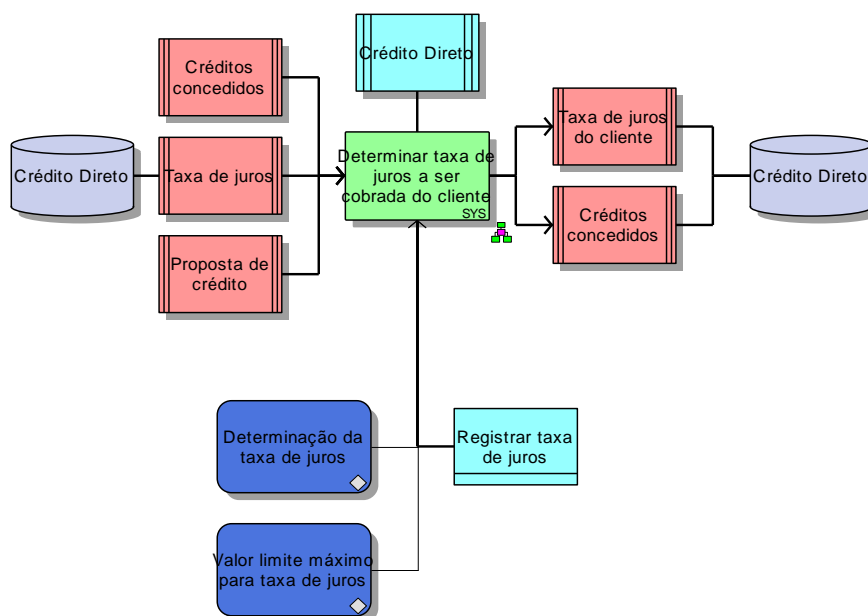 Créditos
concedidos
Crédito Direto
Taxa de juros
do cliente
Crédito Direto
Taxa de juros
Determinar taxa de
juros a ser
cobrada do cliente
SYS
Crédito Direto
Créditos
concedidos
Proposta de
crédito
Determinação da
taxa de juros
Registrar taxa
de juros
Valor limite máximo
para taxa de juros